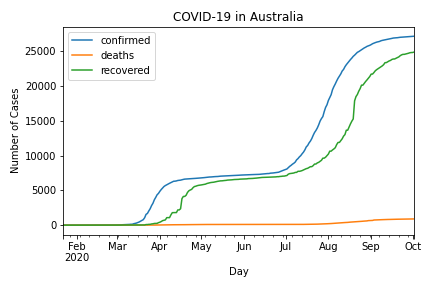 COVID-19 in Australia
confirmed
deaths
recovered
Number of Cases
25000
20000
15000
10000
5000
0
Feb Mar Apr May Jun Jul Aug Sep Oct
2020
Day